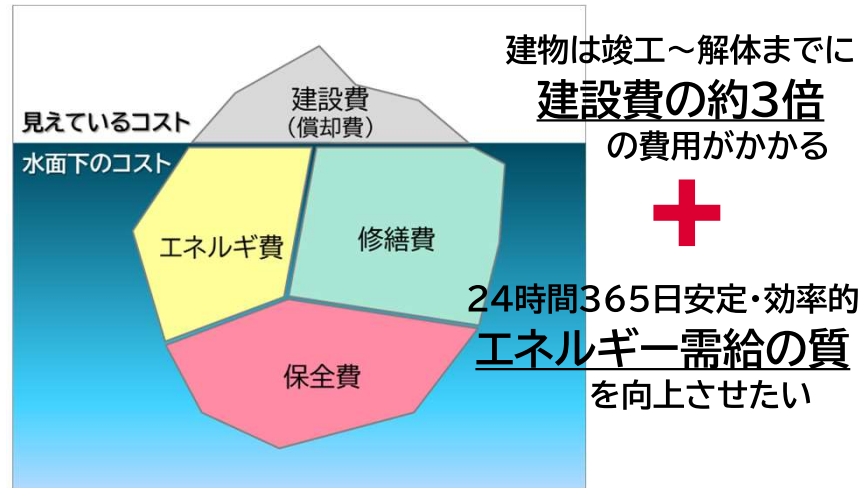 建設費
(償却費)
見えているコスト
水面下のコスト
エネルギ費
修繕費
保全費
建物は竣工～解体までに
建設費の約3倍
の費用がかかる
24時間365日安定･効率的
エネルギー需給の質
を向上させたい